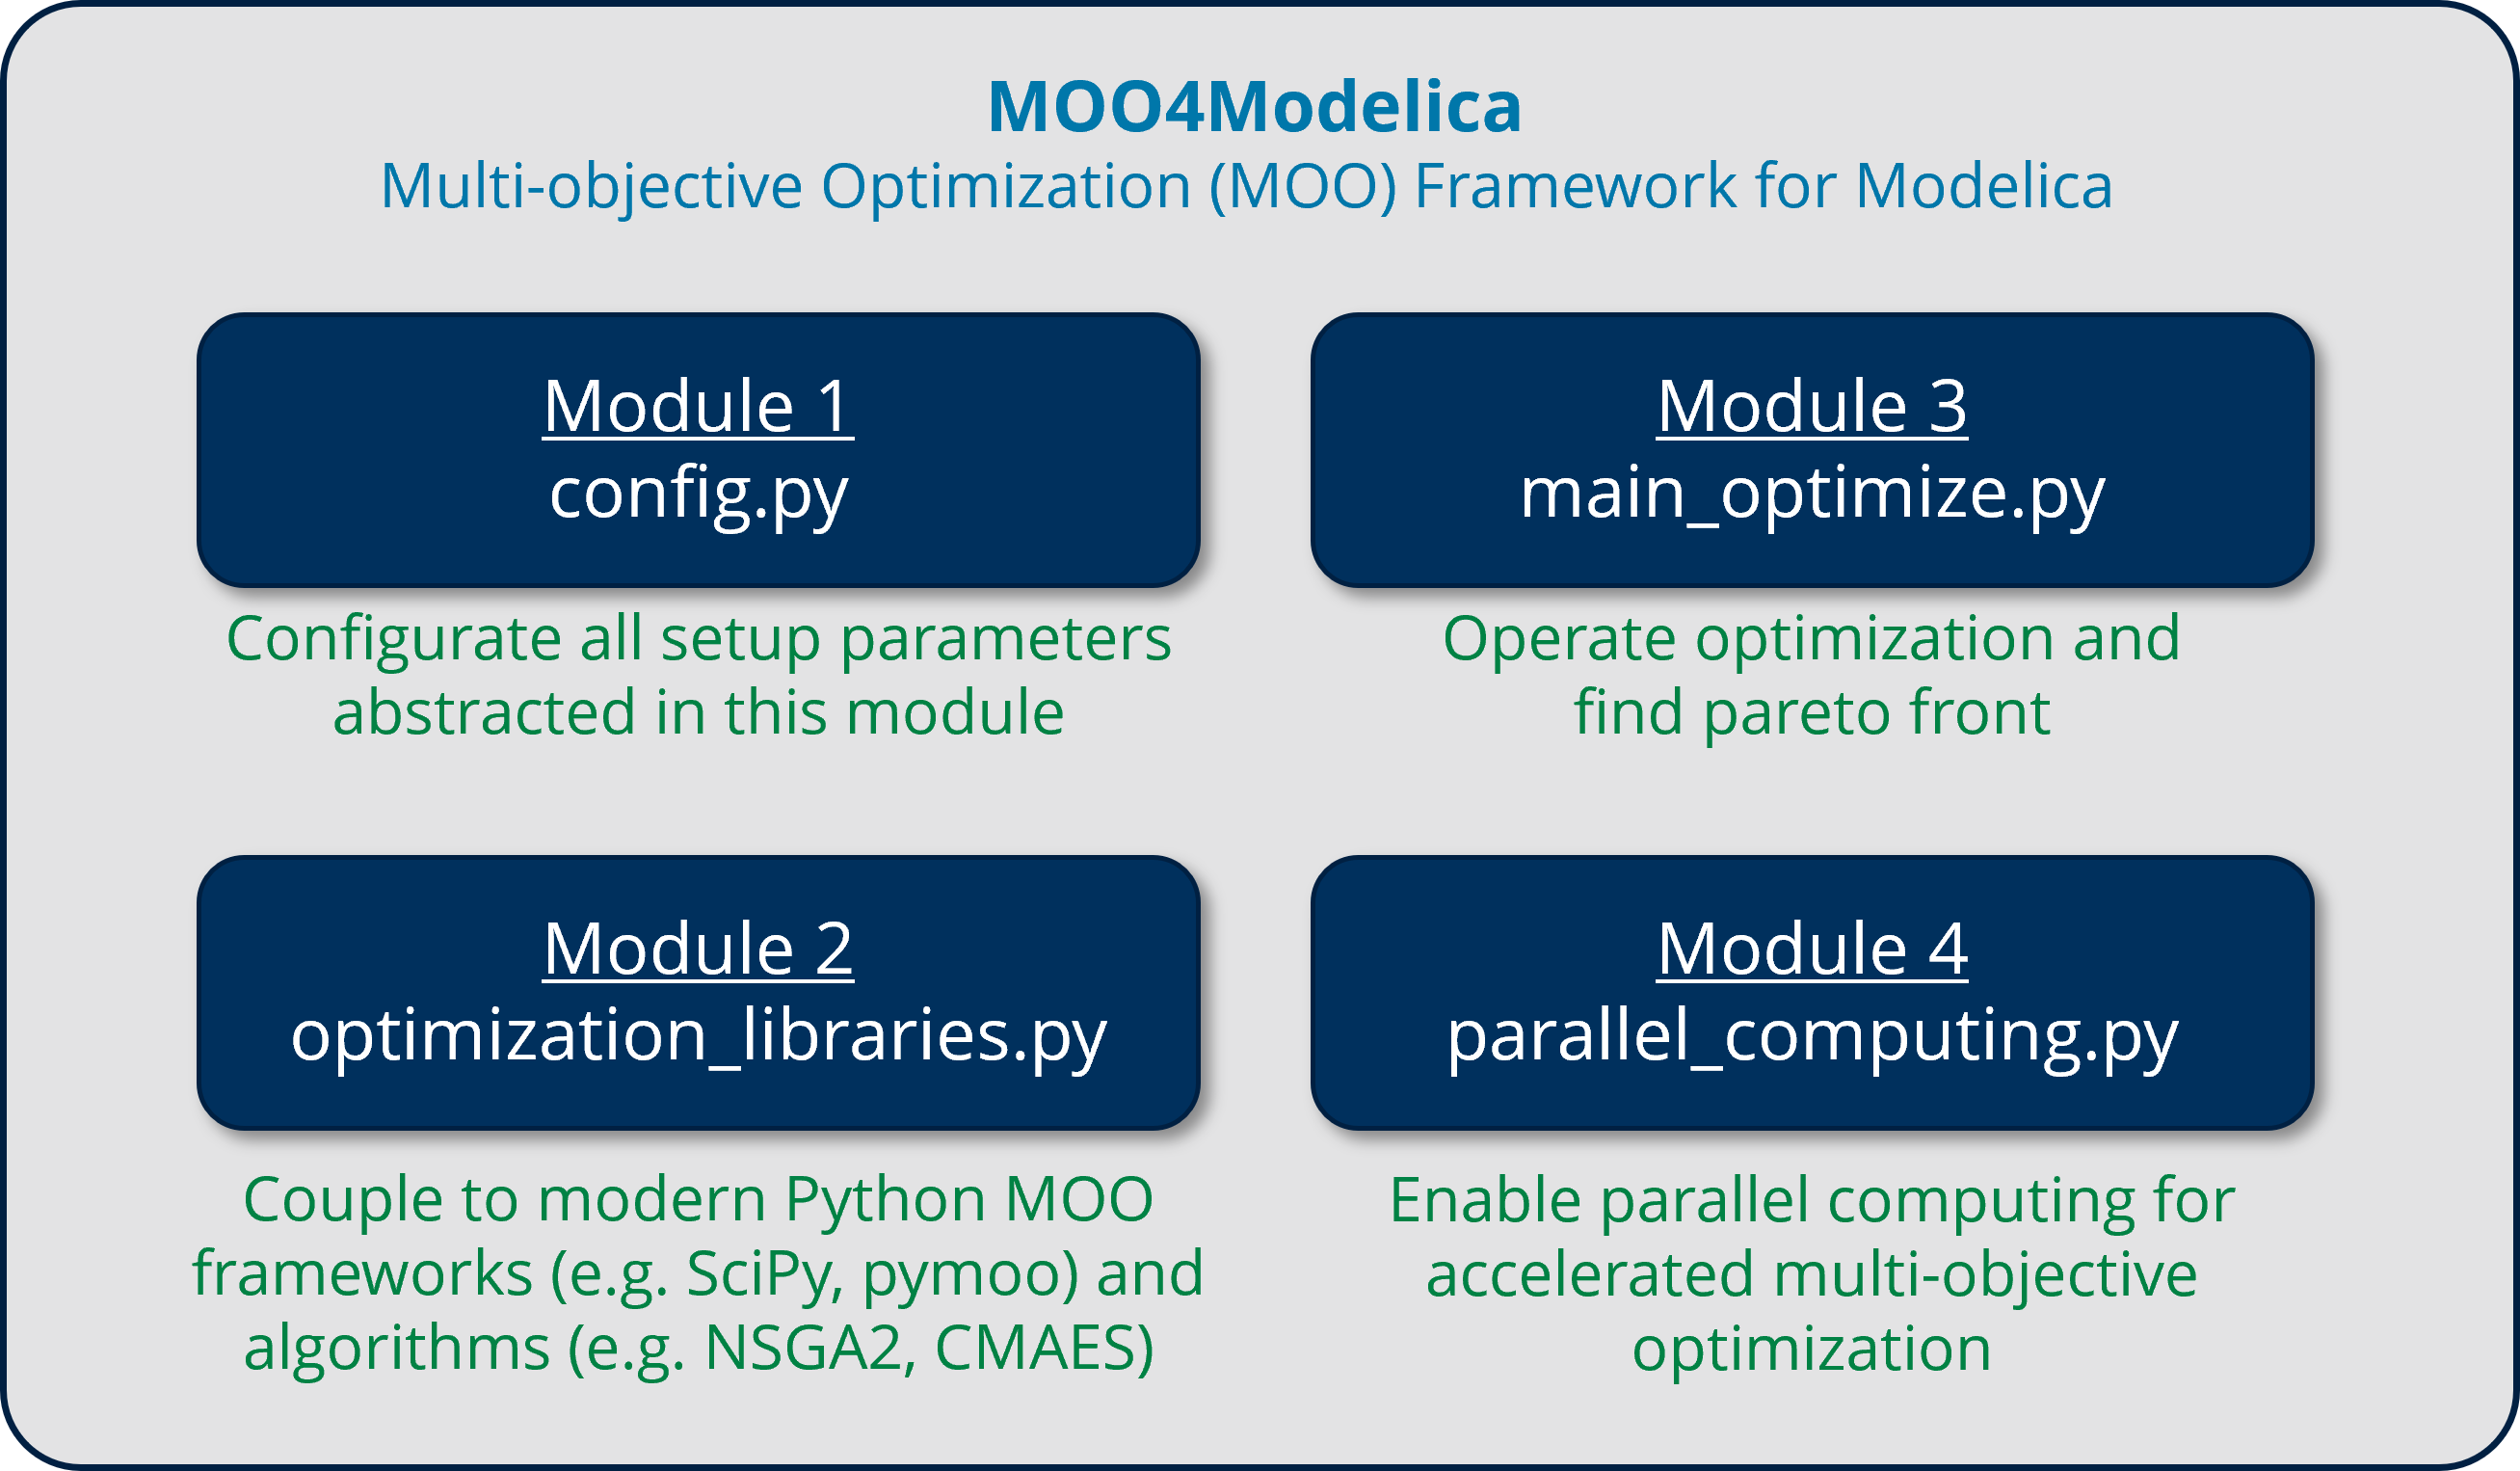 MOO4Modelica
Multi-objective Optimization (MOO) Framework for Modelica
Module 1
config.py
Configurate all setup parameters
abstracted in this module
Module 2
optimization_libraries.py
Couple to modern Python MOO
frameworks (e.g. SciPy, pymoo) and
algorithms (e.g. NSGA2, CMAES)
Module 3
main_optimize.py
Operate optimization and
find pareto front
Module 4
parallel_computing.py
Enable parallel computing for
accelerated multi-objective
optimization